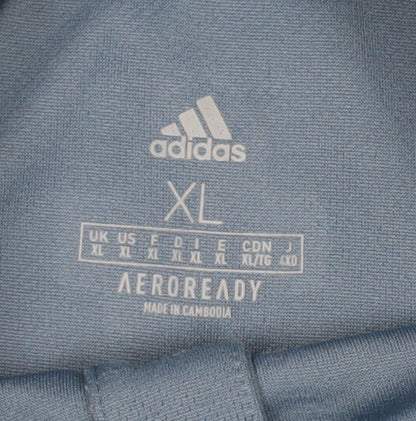 adidas
XL
UK US F D I E CDN J
XL XL XL XL XL XL XL/TG 4XO
AEROREADY
MADE IN CAMBODIA